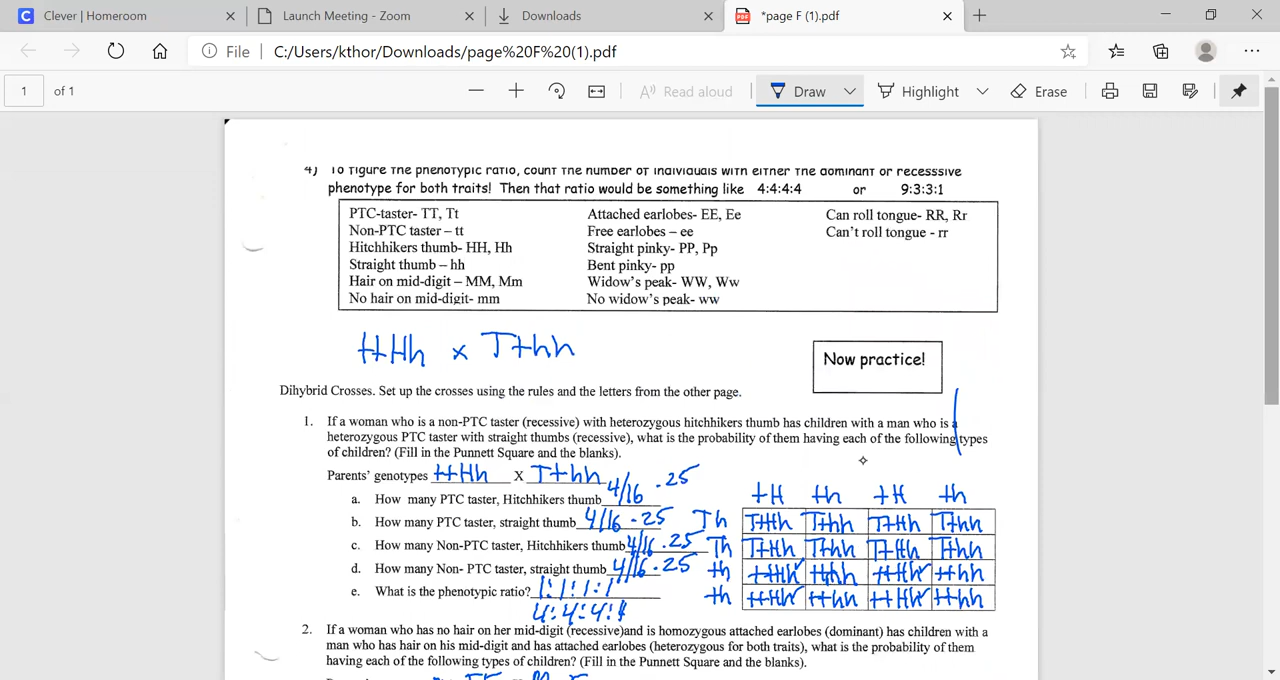 Clever | Homeroom
Launch Meeting - Zoom
Downloads
*page F (1).pdf
File
C:/Users/kthor/Downloads/page%20F%20(1).pdf
1 of 1
Read aloud
Draw
Highlight
Erase
4) To figure the phenotypic ratio, count the number of individuals with either the dominant or recesssive
phenotype for both traits! Then that ratio would be something like 4:4:4:4 or 9:3:3:1
PTC-taster- TT, Tt Attached earlobes- EE, Ee Can roll tongue- RR, Rr
Non-PTC taster – tt Free earlobes – ee Can't roll tongue - rr
Hitchhikers thumb- HH, Hh Straight pinky- PP, Pp
Straight thumb – hh Bent pinky- pp
Hair on mid-digit – MM, Mm Widow's peak- WW, Ww
No hair on mid-digit- mm No widow's peak- ww
ttHh x Tthh
Now practice!
Dihybrid Crosses. Set up the crosses using the rules and the letters from the other page.
1. If a woman who is a non-PTC taster (recessive) with heterozygous hitchhikers thumb has children with a man who is a
heterozygous PTC taster with straight thumbs (recessive), what is the probability of them having each of the following types
of children? (Fill in the Punnett Square and the blanks).
Parents' genotypes ttHh X Tthh
a. How many PTC taster, Hitchhikers thumb 4/16 .25
b. How many PTC taster, straight thumb 4/16 .25
c. How many Non-PTC taster, Hitchhikers thumb 4/16 .25
d. How many Non- PTC taster, straight thumb 4/16 .25
e. What is the phenotypic ratio? 1:1:1:1
4:4:4:4
tH th tH th
Th TtHh Tthh TtHh Tthh
Th TtHh Tthh TtHh Tthh
th ttHh tthh ttHh tthh
th ttHh tthh ttHh tthh
2. If a woman who has no hair on her mid-digit (recessive)and is homozygous attached earlobes (dominant) has children with a
man who has hair on his mid-digit and has attached earlobes (heterozygous for both traits), what is the probability of them
having each of the following types of children? (Fill in the Punnett Square and the blanks).